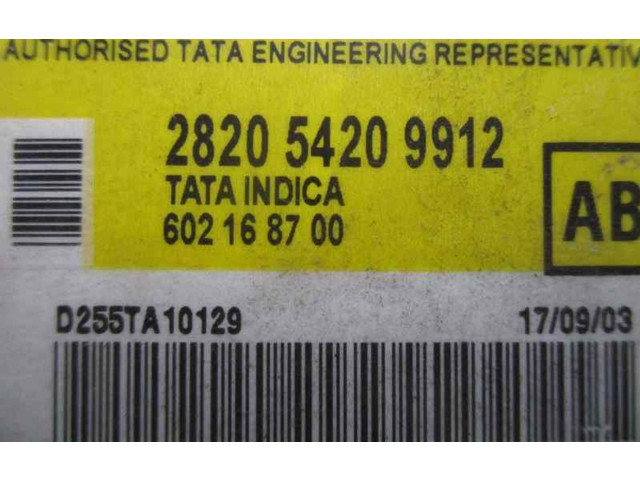 AUTHORISED TATA ENGINEERING REPRESENTATIV
2820 5420 9912
TATA INDICA
602 16 87 00
AB
D255TA10129
17/09/03